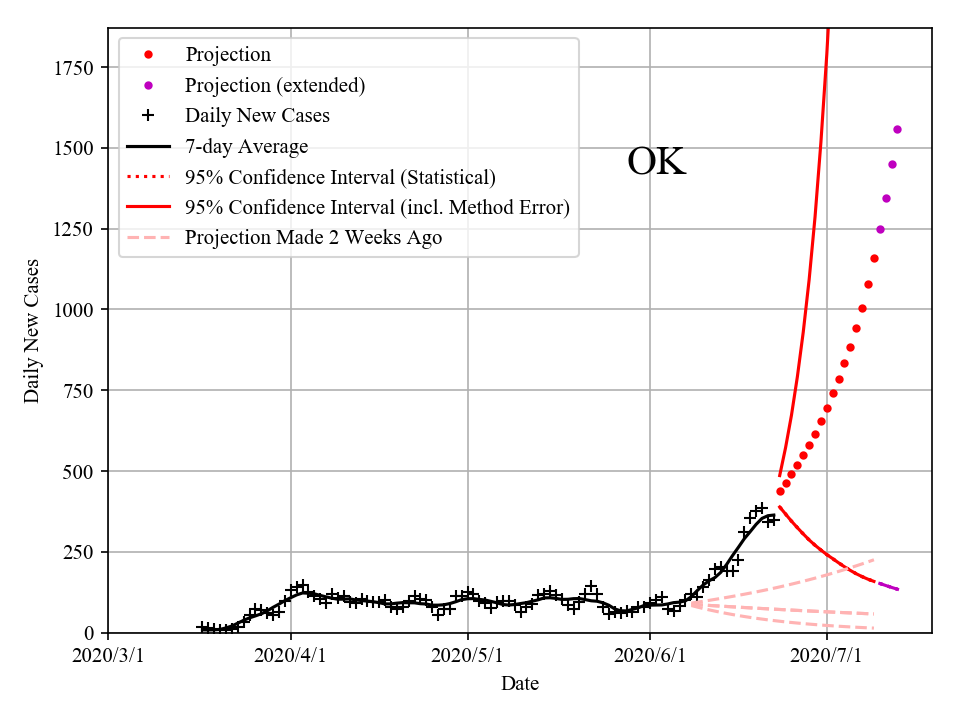 Projection
Projection (extended)
Daily New Cases
7-day Average
95% Confidence Interval (Statistical)
95% Confidence Interval (incl. Method Error)
Projection Made 2 Weeks Ago
OK
Daily New Cases
1750
1500
1250
1000
750
500
250
0
2020/3/1 2020/4/1 2020/5/1 2020/6/1 2020/7/1
Date